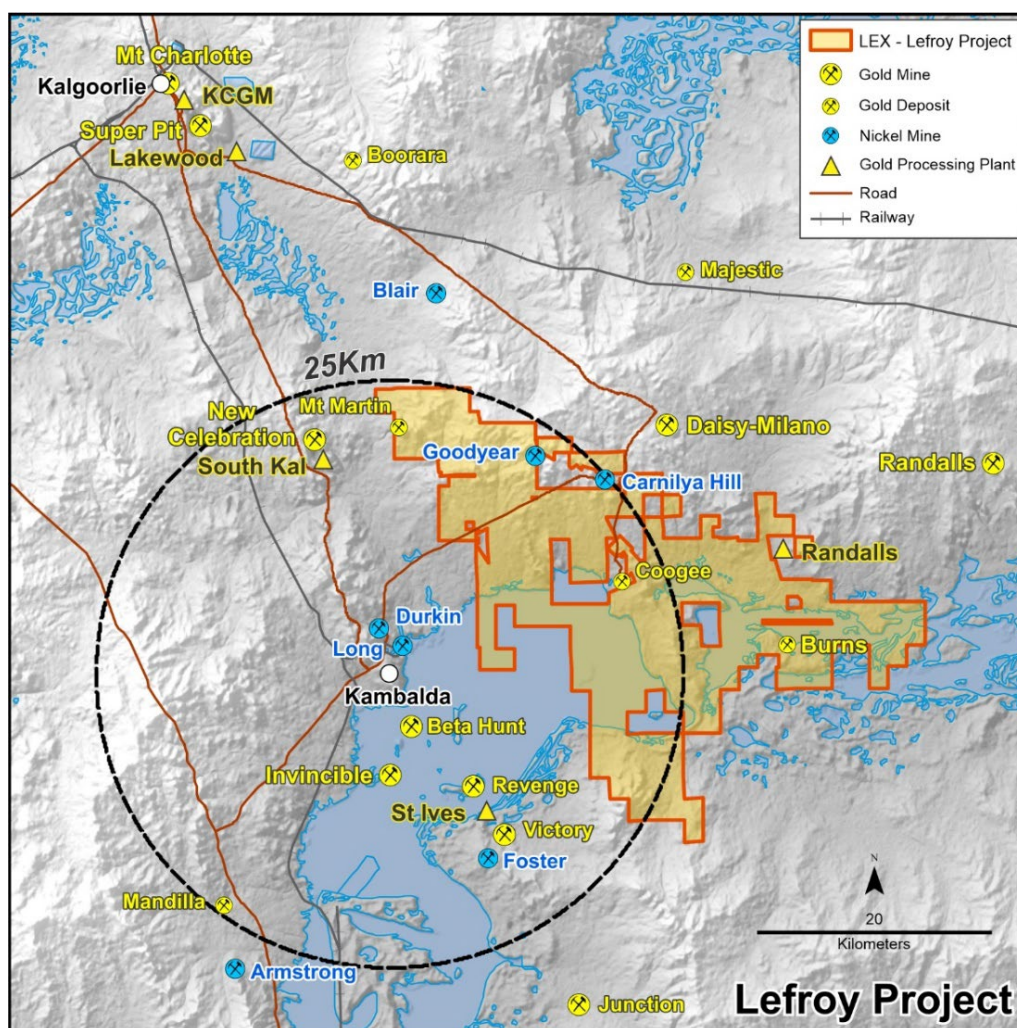 Mt Charlotte
Kalgoorlie
KCGM
Super Pit
Lakewood
Boorara
LEX - Lefroy Project
Gold Mine
Gold Deposit
Nickel Mine
Gold Processing Plant
Road
Railway
Majestic
Blair
25Km
New
Celebration
Mt Martin
South Kal
Goodyear
Daisy-Milano
Carnilya Hill
Randalls
Randalls
Coogee
Durkin
Long
Burns
Kambalda
Beta Hunt
Invincible
Revenge
St Ives
Victory
Foster
Mandilla
Armstrong
Junction
N
20
Kilometers
Lefroy Project